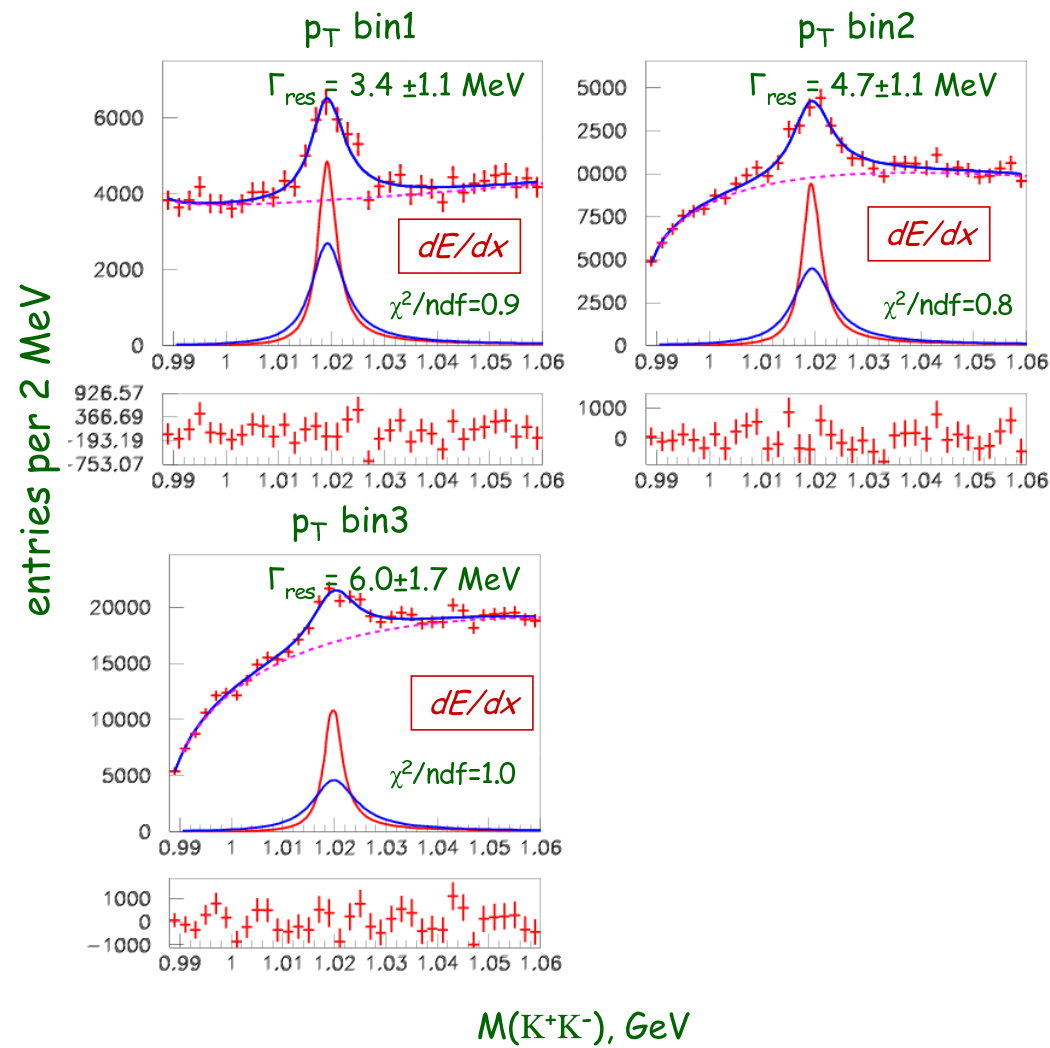 p_T bin1
p_T bin2
Γ_res = 3.4 ±1.1 MeV
6000
4000
2000
0
dE/dx
χ²/ndf=0.9
0.99 1 1.01 1.02 1.03 1.04 1.05 1.06
926.57
366.69
-193.19
-753.07
0.99 1 1.01 1.02 1.03 1.04 1.05 1.06
Γ_res = 4.7±1.1 MeV
5000
2500
0000
7500
5000
2500
0
dE/dx
χ²/ndf=0.8
0.99 1 1.01 1.02 1.03 1.04 1.05 1.06
1000
0
0.99 1 1.01 1.02 1.03 1.04 1.05 1.06
entries per 2 MeV
p_T bin3
Γ_res = 6.0±1.7 MeV
20000
15000
10000
5000
0
dE/dx
χ²/ndf=1.0
0.99 1 1.01 1.02 1.03 1.04 1.05 1.06
1000
0
−1000
0.99 1 1.01 1.02 1.03 1.04 1.05 1.06
M(K⁺K⁻), GeV